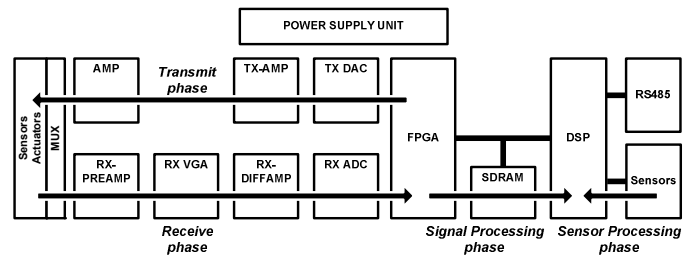 POWER SUPPLY UNIT
AMP
Transmit
phase
TX-AMP
TX DAC
Sensors
Actuators
MUX
FPGA
DSP
RS485
RX-
PREAMP
RX VGA
RX-
DIFFAMP
RX ADC
SDRAM
Sensors
Receive
phase
Signal Processing
phase
Sensor Processing
phase